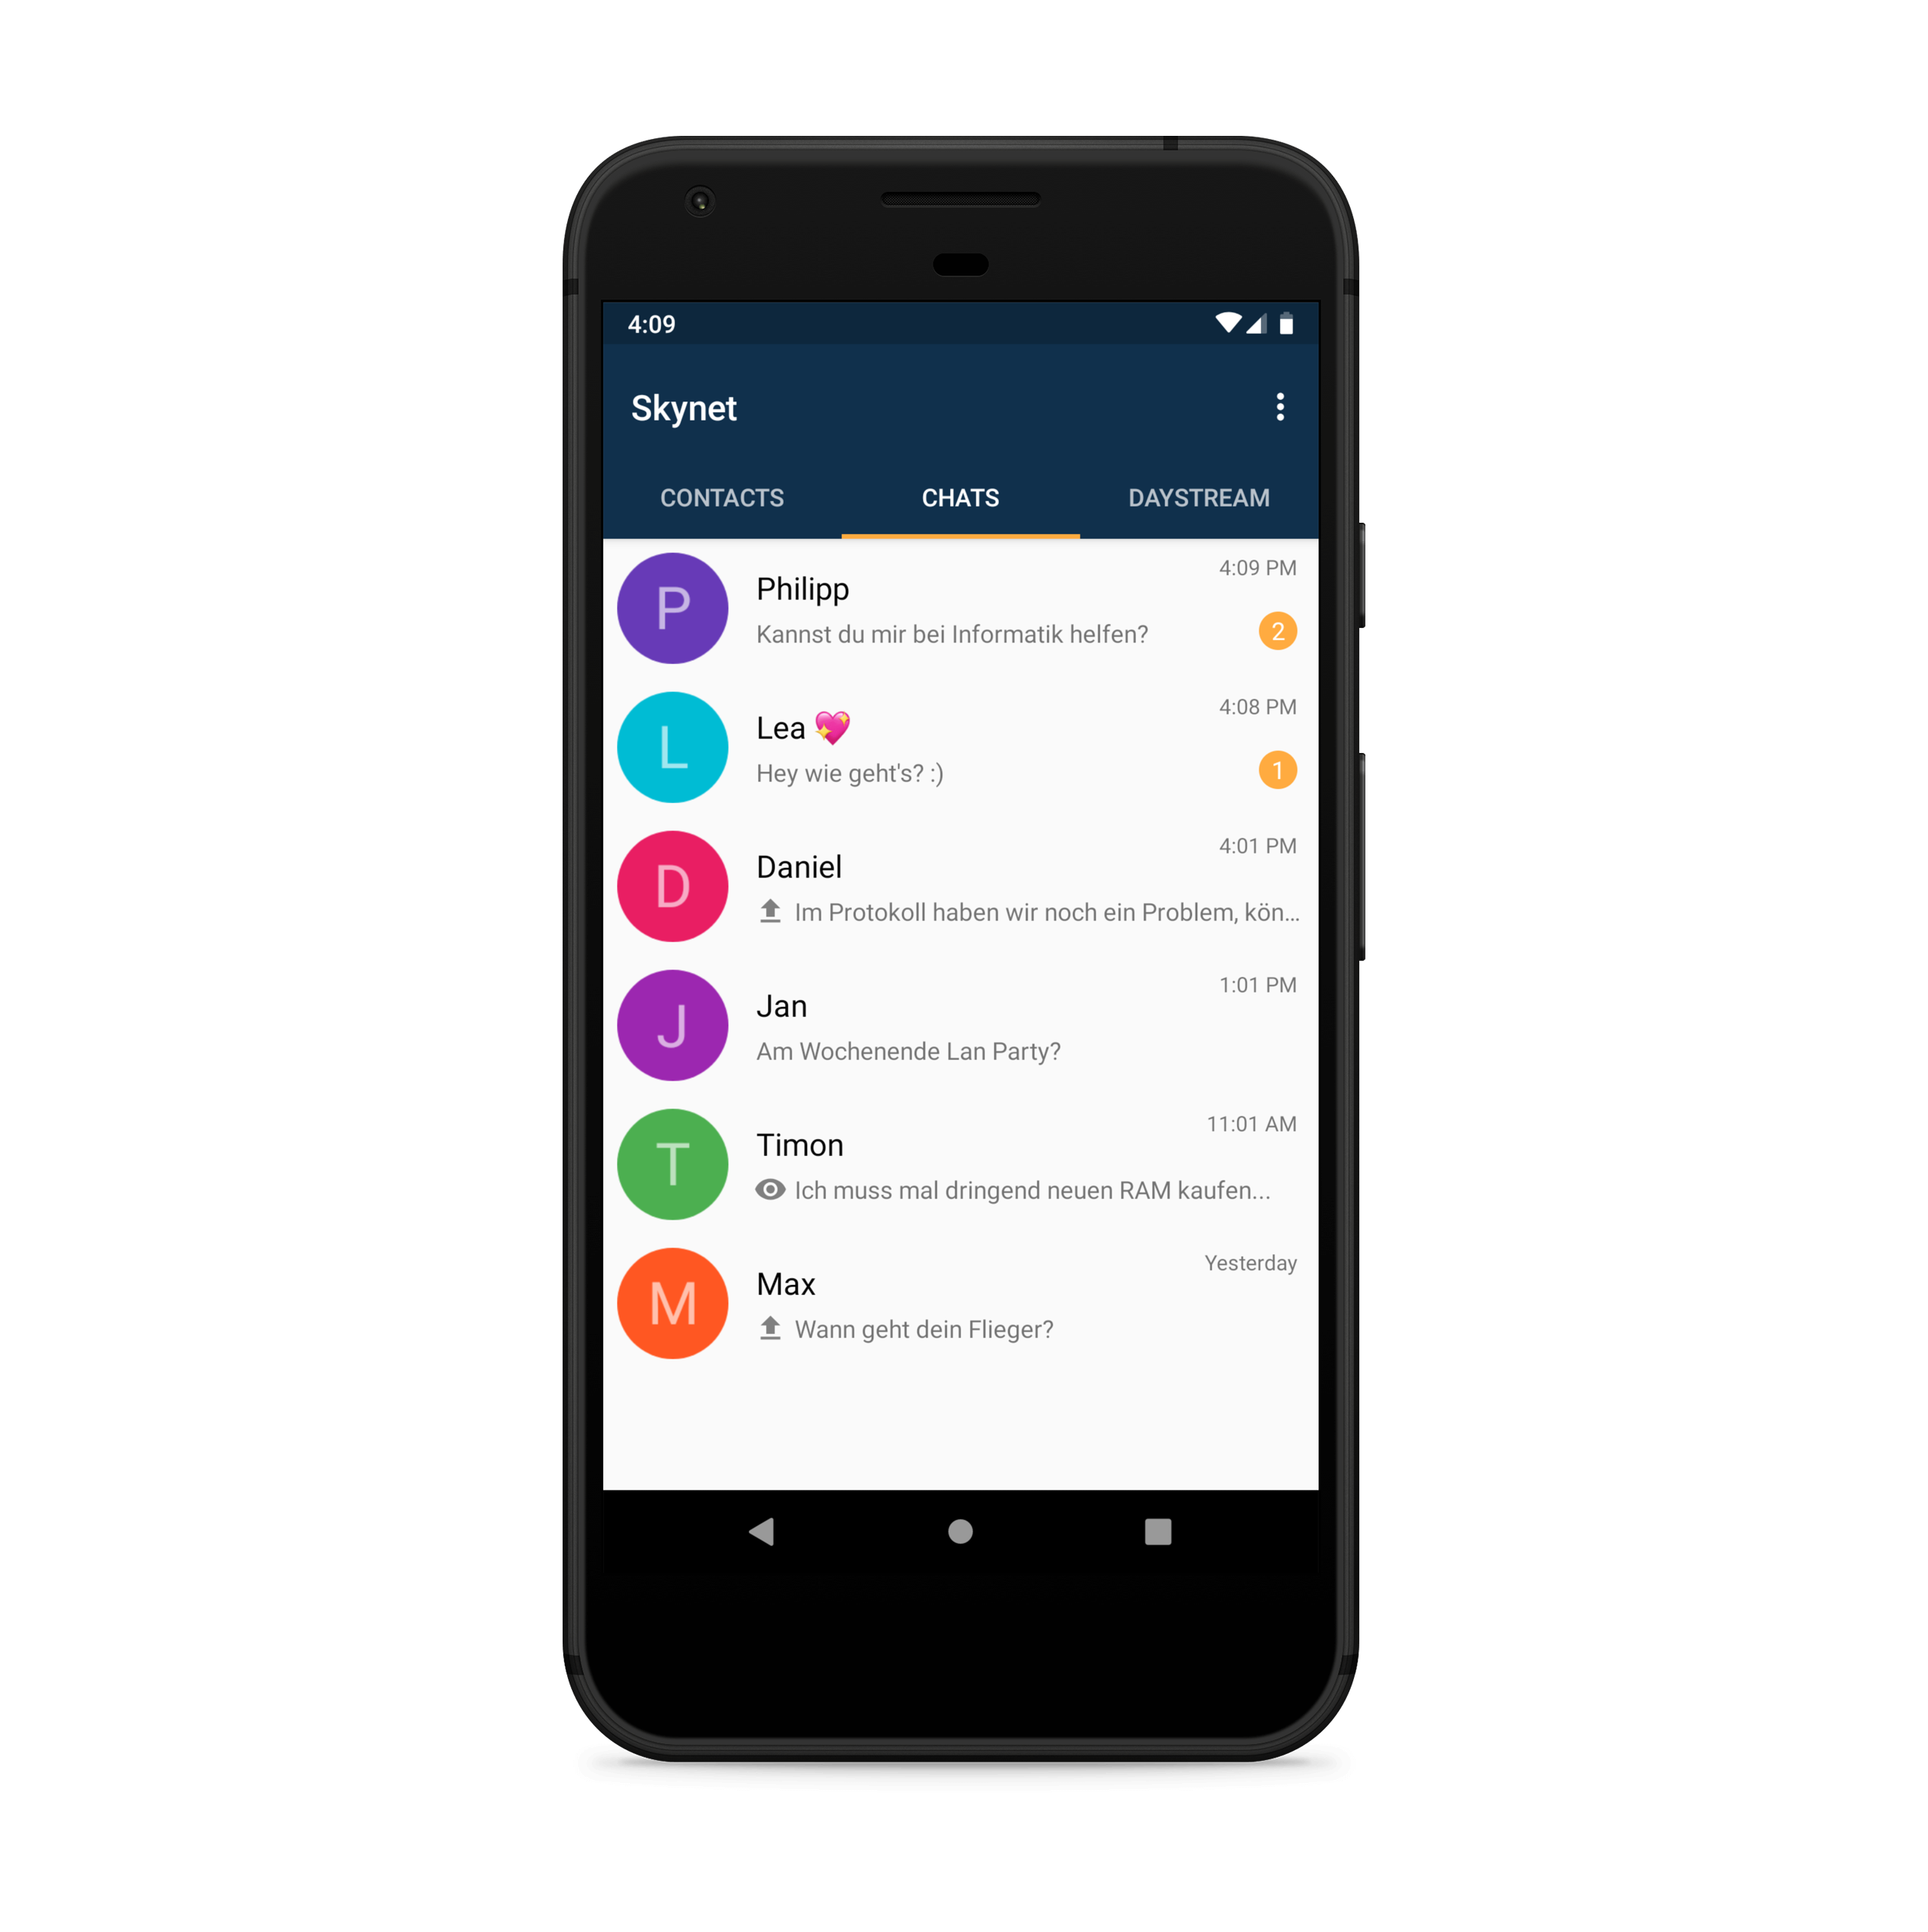 4:09
Skynet
CONTACTS CHATS DAYSTREAM
P
Philipp
4:09 PM
Kannst du mir bei Informatik helfen?
2
L
Lea 💖
4:08 PM
Hey wie geht's? :)
1
D
Daniel
4:01 PM
Im Protokoll haben wir noch ein Problem, kön...
J
Jan
1:01 PM
Am Wochenende Lan Party?
T
Timon
11:01 AM
Ich muss mal dringend neuen RAM kaufen...
M
Max
Yesterday
Wann geht dein Flieger?